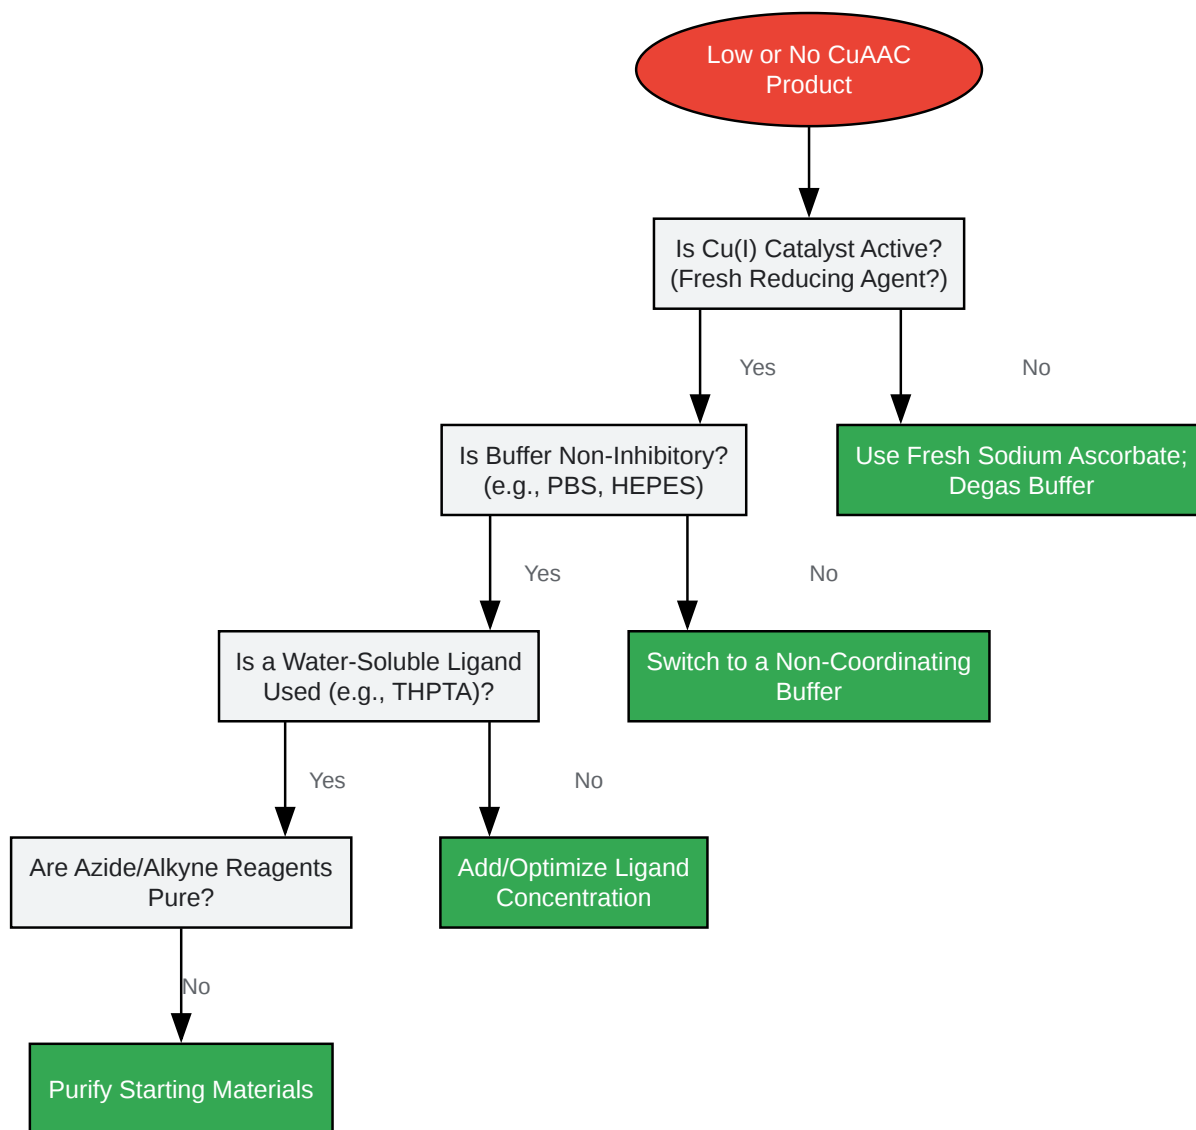 Low or No CuAAC
Product
Is Cu(I) Catalyst Active?
(Fresh Reducing Agent?)
Yes
No
Is Buffer Non-Inhibitory?
(e.g., PBS, HEPES)
Use Fresh Sodium Ascorbate;
Degas Buffer
Yes
No
Is a Water-Soluble Ligand
Used (e.g., THPTA)?
Switch to a Non-Coordinating
Buffer
Yes
No
Are Azide/Alkyne Reagents
Pure?
Add/Optimize Ligand
Concentration
No
Purify Starting Materials